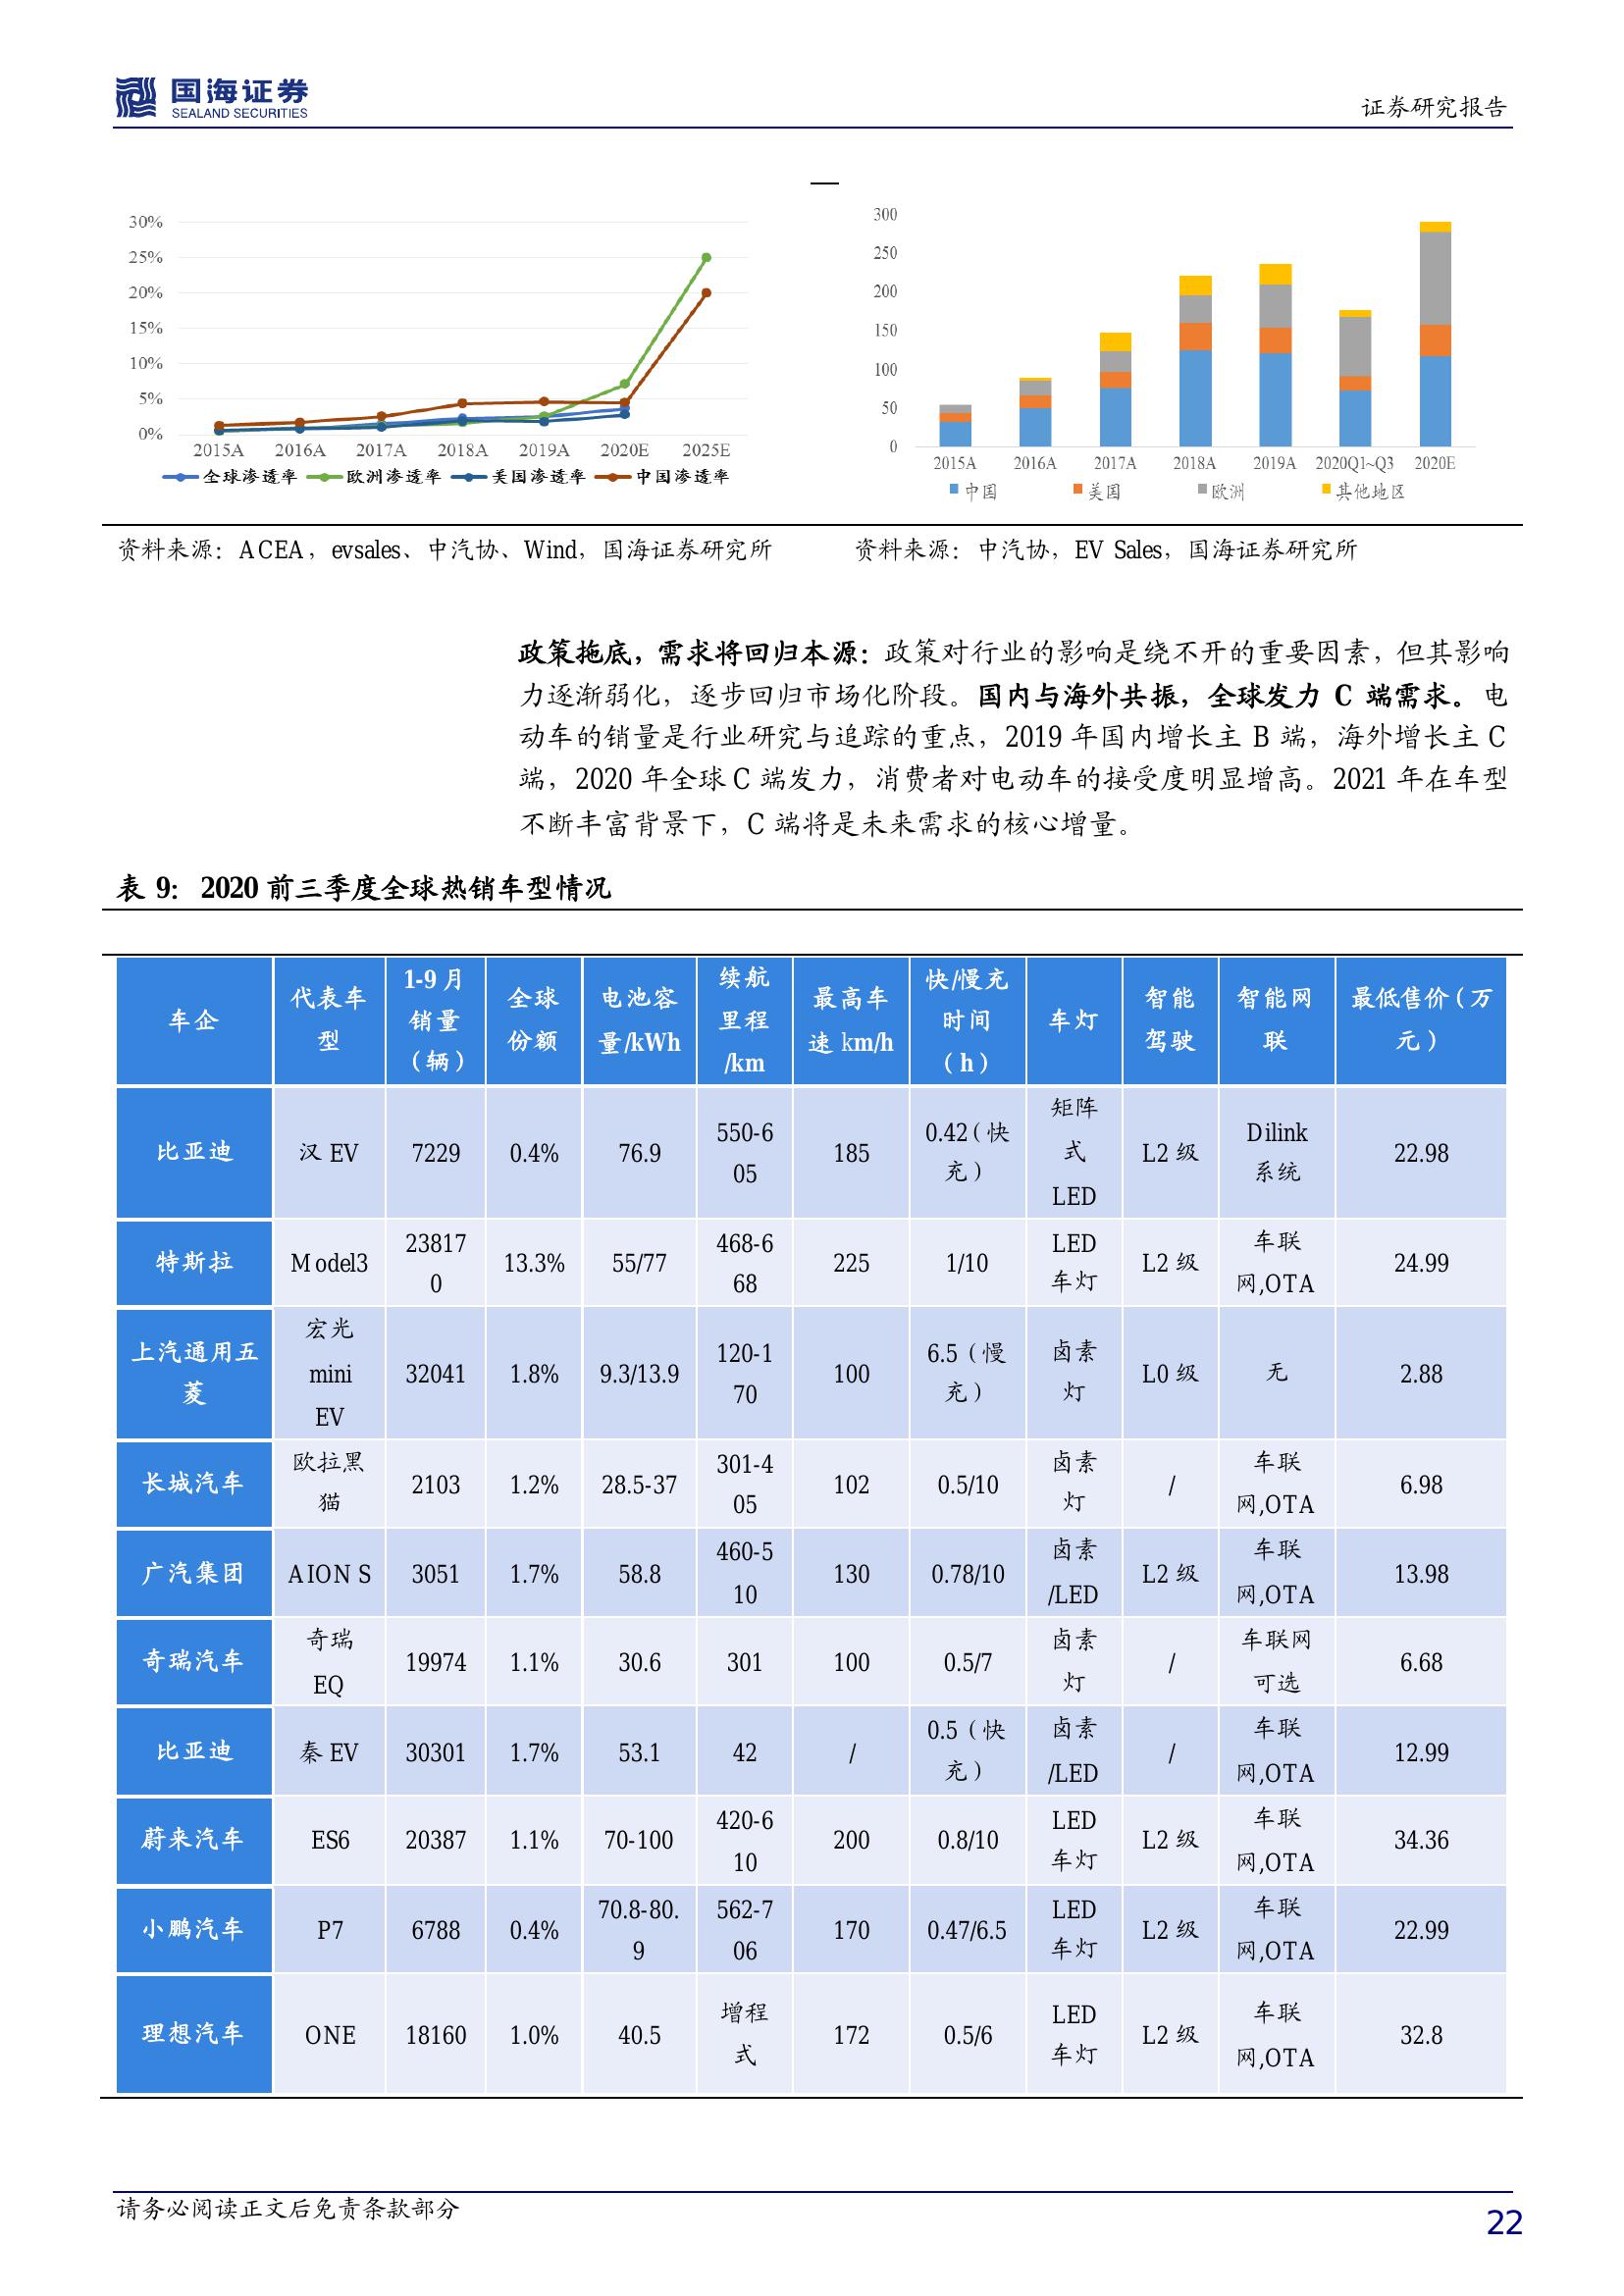 国海证券
SEALAND SECURITIES
证券研究报告
30%
25%
20%
15%
10%
5%
0%
2015A 2016A 2017A 2018A 2019A 2020E 2025E
全球渗透率 欧洲渗透率 美国渗透率 中国渗透率
300
250
200
150
100
50
0
2015A 2016A 2017A 2018A 2019A 2020Q1~Q3 2020E
中国 美国 欧洲 其他地区
资料来源：ACEA，evsales、中汽协、Wind，国海证券研究所
资料来源：中汽协，EV Sales，国海证券研究所
政策拖底，需求将回归本源：政策对行业的影响是绕不开的重要因素，但其影响
力逐渐弱化，逐步回归市场化阶段。国内与海外共振，全球发力 C 端需求。电
动车的销量是行业研究与追踪的重点，2019 年国内增长主 B 端，海外增长主 C
端，2020 年全球 C 端发力，消费者对电动车的接受度明显增高。2021 年在车型
不断丰富背景下，C 端将是未来需求的核心增量。
表 9： 2020 前三季度全球热销车型情况
车企
代表车
型
1-9 月
销量
（辆）
全球
份额
电池容
量/kWh
续航
里程
/km
最高车
速 km/h
快/慢充
时间
（h）
车灯
智能
驾驶
智能网
联
最低售价（万
元）
比亚迪
汉 EV
7229
0.4%
76.9
550-6
05
185
0.42（快
充）
矩阵
式
LED
L2 级
Dilink
系统
22.98
特斯拉
Model3
23817
0
13.3%
55/77
468-6
68
225
1/10
LED
车灯
L2 级
车联
网,OTA
24.99
上汽通用五
菱
宏光
mini
EV
32041
1.8%
9.3/13.9
120-1
70
100
6.5（慢
充）
卤素
灯
L0 级
无
2.88
长城汽车
欧拉黑
猫
2103
1.2%
28.5-37
301-4
05
102
0.5/10
卤素
灯
/
车联
网,OTA
6.98
广汽集团
AION S
3051
1.7%
58.8
460-5
10
130
0.78/10
卤素
/LED
L2 级
车联
网,OTA
13.98
奇瑞汽车
奇瑞
EQ
19974
1.1%
30.6
301
100
0.5/7
卤素
灯
/
车联网
可选
6.68
比亚迪
秦 EV
30301
1.7%
53.1
42
/
0.5（快
充）
卤素
/LED
/
车联
网,OTA
12.99
蔚来汽车
ES6
20387
1.1%
70-100
420-6
10
200
0.8/10
LED
车灯
L2 级
车联
网,OTA
34.36
小鹏汽车
P7
6788
0.4%
70.8-80.
9
562-7
06
170
0.47/6.5
LED
车灯
L2 级
车联
网,OTA
22.99
理想汽车
ONE
18160
1.0%
40.5
增程
式
172
0.5/6
LED
车灯
L2 级
车联
网,OTA
32.8
请务必阅读正文后免责条款部分
22